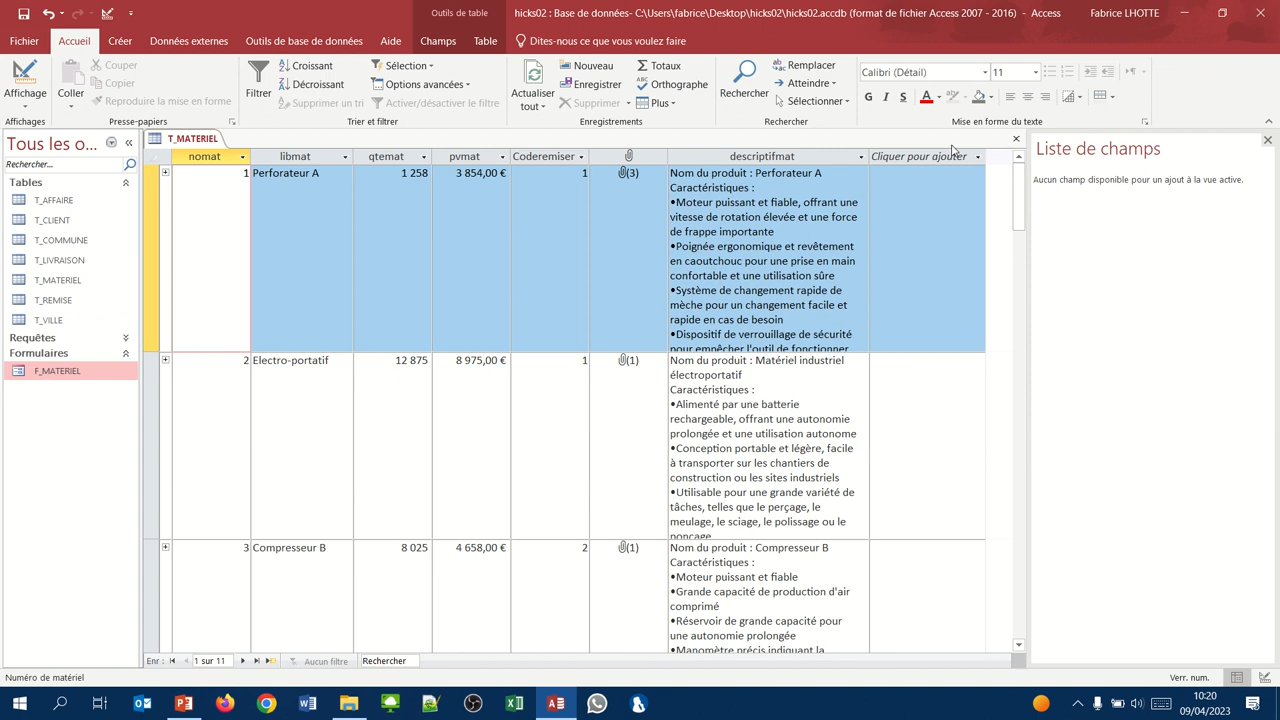 Outils de table
hicks02 : Base de données- C:\Users\fabrice\Desktop\hicks02\hicks02.accdb (format de fichier Access 2007 - 2016) - Access
Fabrice LHOTTE
Fichier
Accueil
Créer
Données externes
Outils de base de données
Aide
Champs
Table
Dites-nous ce que vous voulez faire
Affichage
Affichages
Coller
Couper
Copier
Reproduire la mise en forme
Presse-papiers
Filtrer
Croissant
Décroissant
Supprimer un tri
Sélection
Options avancées
Activer/désactiver le filtre
Trier et filtrer
Actualiser
tout
Nouveau
Enregistrer
Supprimer
Totaux
Orthographe
Plus
Enregistrements
Rechercher
Remplacer
Atteindre
Sélectionner
Rechercher
Calibri (Détail)
11
G
I
S
Mise en forme du texte
Tous les o...
Rechercher...
Tables
T_AFFAIRE
T_CLIENT
T_COMMUNE
T_LIVRAISON
T_MATERIEL
T_REMISE
T_VILLE
Requêtes
Formulaires
F_MATERIEL
T_MATERIEL
nomat libmat qtemat pvmat Coderemiser descriptifmat Cliquer pour ajouter
1 Perforateur A 1 258 3 854,00 € 1 (3) Nom du produit : Perforateur A
Caractéristiques :
•Moteur puissant et fiable, offrant une
vitesse de rotation élevée et une force
de frappe importante
•Poignée ergonomique et revêtement
en caoutchouc pour une prise en main
confortable et une utilisation sûre
•Système de changement rapide de
mèche pour un changement facile et
rapide en cas de besoin
•Dispositif de verrouillage de sécurité
pour empêcher l'outil de fonctionner
2 Electro-portatif 12 875 8 975,00 € 1 (1) Nom du produit : Matériel industriel
électroportatif
Caractéristiques :
•Alimenté par une batterie
rechargeable, offrant une autonomie
prolongée et une utilisation autonome
•Conception portable et légère, facile
à transporter sur les chantiers de
construction ou les sites industriels
•Utilisable pour une grande variété de
tâches, telles que le perçage, le
meulage, le sciage, le polissage ou le
ponçage
3 Compresseur B 8 025 4 658,00 € 2 (1) Nom du produit : Compresseur B
Caractéristiques :
•Moteur puissant et fiable
•Grande capacité de production d'air
comprimé
•Réservoir de grande capacité pour
une autonomie prolongée
•Manomètre précis indiquant la
Liste de champs
Aucun champ disponible pour un ajout à la vue active.
Enr : 1 sur 11 Aucun filtre Rechercher
Numéro de matériel
Verr. num.
10:20
09/04/2023